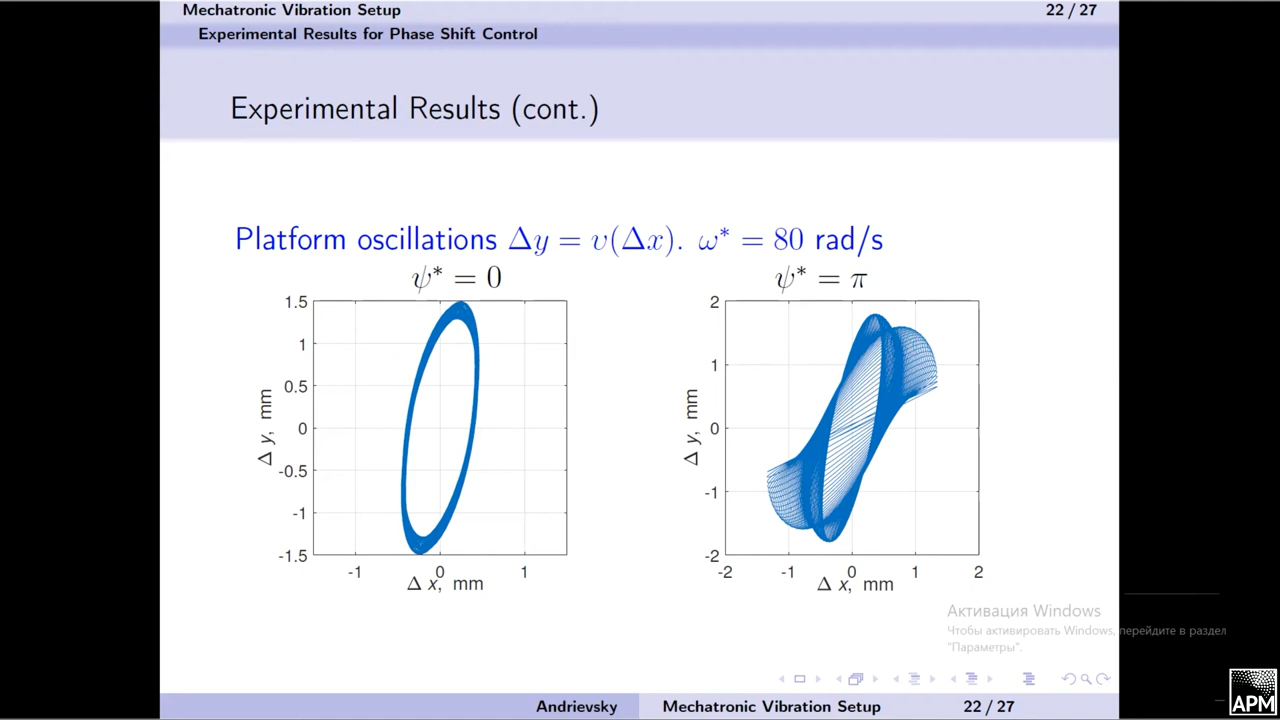 Mechatronic Vibration Setup 22 / 27
Experimental Results for Phase Shift Control
Experimental Results (cont.)
Platform oscillations Δy = υ(Δx). ω* = 80 rad/s
ψ* = 0 ψ* = π
1.5
1
0.5
0
-0.5
-1
-1.5
Δ y, mm
-1 0 1
Δ x, mm
2
1
0
-1
-2
Δ y, mm
-2 -1 0 1 2
Δ x, mm
Активация Windows
Чтобы активировать Windows, перейдите в раздел
"Параметры".
Andrievsky Mechatronic Vibration Setup 22 / 27
APM